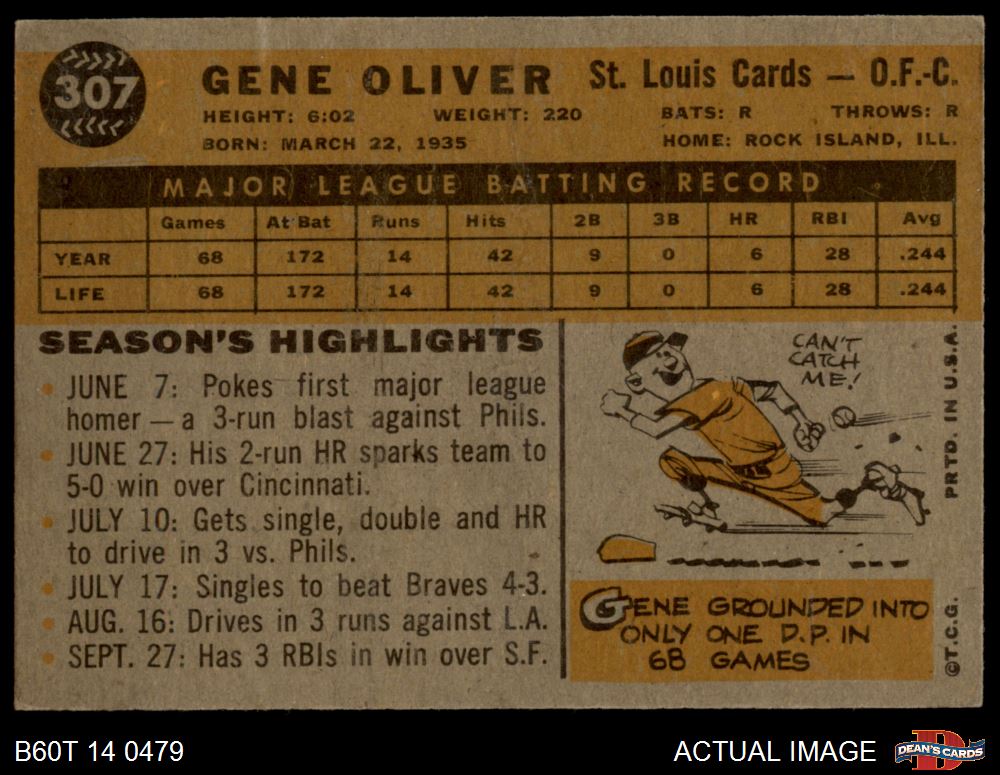 307
GENE OLIVER St. Louis Cards — O.F.-C.
HEIGHT: 6:02 WEIGHT: 220 BATS: R THROWS: R
BORN: MARCH 22, 1935 HOME: ROCK ISLAND, ILL.
MAJOR LEAGUE BATTING RECORD
Games At Bat Runs Hits 2B 3B HR RBI Avg
YEAR 68 172 14 42 9 0 6 28 .244
LIFE 68 172 14 42 9 0 6 28 .244
SEASON'S HIGHLIGHTS
• JUNE 7: Pokes first major league
homer — a 3-run blast against Phils.
• JUNE 27: His 2-run HR sparks team to
5-0 win over Cincinnati.
• JULY 10: Gets single, double and HR
to drive in 3 vs. Phils.
• JULY 17: Singles to beat Braves 4-3.
• AUG. 16: Drives in 3 runs against L.A.
• SEPT. 27: Has 3 RBIs in win over S.F.
CAN'T
CATCH
ME!
GENE GROUNDED INTO
ONLY ONE D.P. IN
68 GAMES
©T.C.G. PRTD. IN U.S.A.
B60T 14 0479 ACTUAL IMAGE DEAN'S CARDS